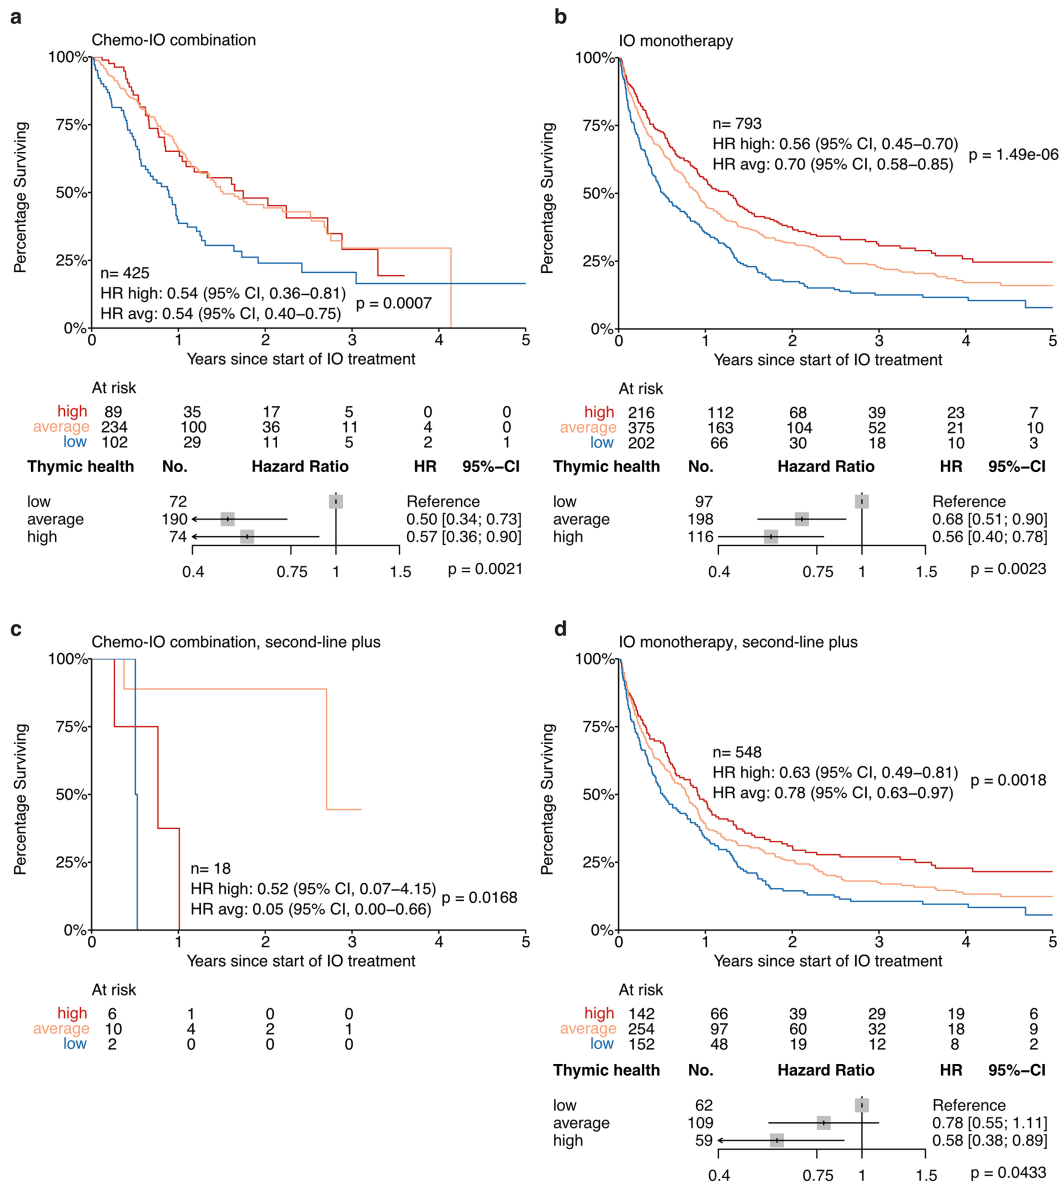 a
Chemo-IO combination
Percentage Surviving
100%
75%
50%
25%
0%
n= 425
HR high: 0.54 (95% CI, 0.36–0.81)
HR avg: 0.54 (95% CI, 0.40–0.75)
p = 0.0007
0 1 2 3 4 5
Years since start of IO treatment
At risk
high 89 35 17 5 0 0
average 234 100 36 11 4 0
low 102 29 11 5 2 1
Thymic health No. Hazard Ratio HR 95%–CI
low 72 Reference
average 190 0.50 [0.34; 0.73]
high 74 0.57 [0.36; 0.90]
0.4 0.75 1 1.5 p = 0.0021
b
IO monotherapy
Percentage Surviving
100%
75%
50%
25%
0%
n= 793
HR high: 0.56 (95% CI, 0.45–0.70)
HR avg: 0.70 (95% CI, 0.58–0.85)
p = 1.49e-06
0 1 2 3 4 5
Years since start of IO treatment
At risk
high 216 112 68 39 23 7
average 375 163 104 52 21 10
low 202 66 30 18 10 3
Thymic health No. Hazard Ratio HR 95%–CI
low 97 Reference
average 198 0.68 [0.51; 0.90]
high 116 0.56 [0.40; 0.78]
0.4 0.75 1 1.5 p = 0.0023
c
Chemo-IO combination, second-line plus
Percentage Surviving
100%
75%
50%
25%
0%
n= 18
HR high: 0.52 (95% CI, 0.07–4.15)
HR avg: 0.05 (95% CI, 0.00–0.66)
p = 0.0168
0 1 2 3 4 5
Years since start of IO treatment
At risk
high 6 1 0 0
average 10 4 2 1
low 2 0 0 0
d
IO monotherapy, second-line plus
Percentage Surviving
100%
75%
50%
25%
0%
n= 548
HR high: 0.63 (95% CI, 0.49–0.81)
HR avg: 0.78 (95% CI, 0.63–0.97)
p = 0.0018
0 1 2 3 4 5
Years since start of IO treatment
At risk
high 142 66 39 29 19 6
average 254 97 60 32 18 9
low 152 48 19 12 8 2
Thymic health No. Hazard Ratio HR 95%–CI
low 62 Reference
average 109 0.78 [0.55; 1.11]
high 59 0.58 [0.38; 0.89]
0.4 0.75 1 1.5 p = 0.0433